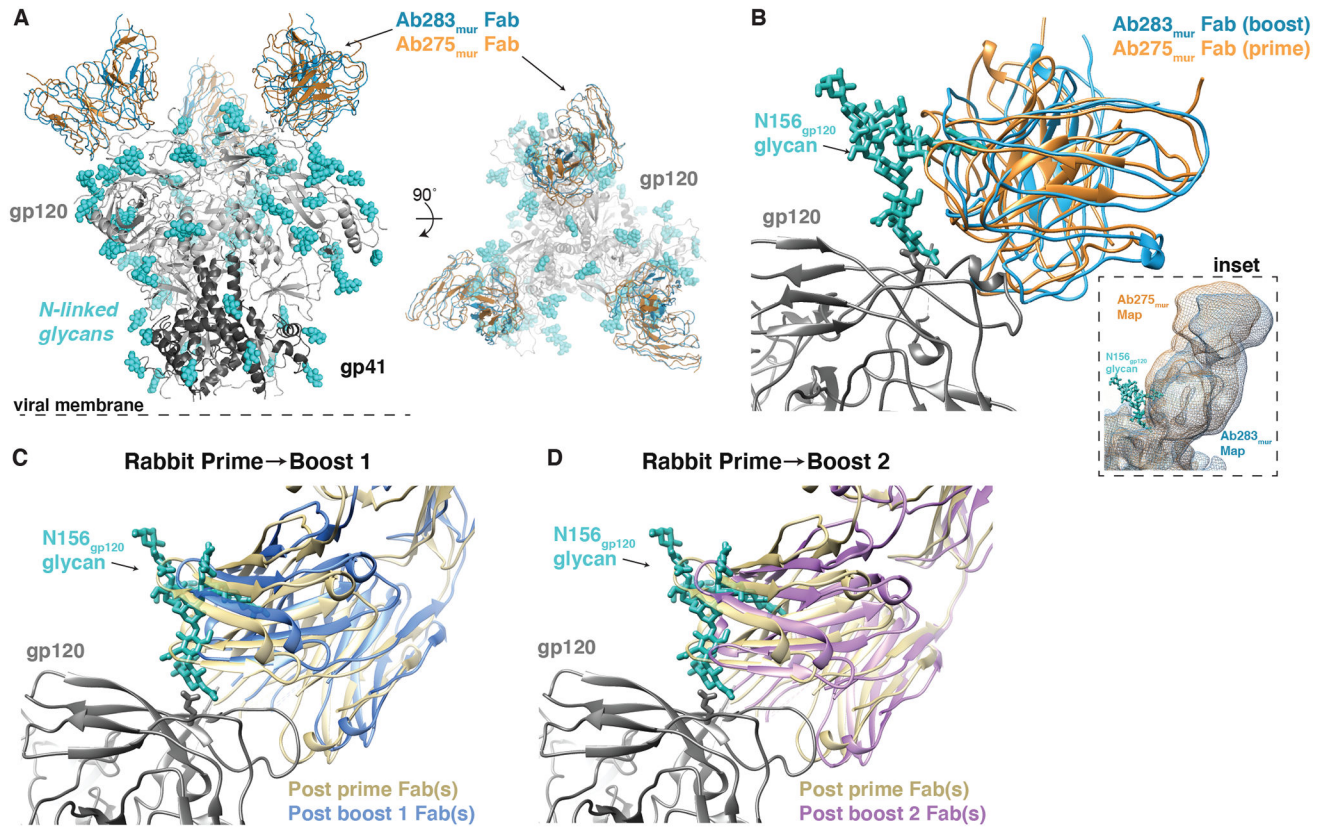 A
Ab283mur Fab
Ab275mur Fab
gp120
N-linked
glycans
gp41
viral membrane
90°
gp120
B
Ab283mur Fab (boost)
Ab275mur Fab (prime)
N156gp120
glycan
gp120
inset
Ab275mur
Map
N156gp120
glycan
Ab283mur
Map
C
Rabbit Prime→Boost 1
N156gp120
glycan
gp120
Post prime Fab(s)
Post boost 1 Fab(s)
D
Rabbit Prime→Boost 2
N156gp120
glycan
gp120
Post prime Fab(s)
Post boost 2 Fab(s)